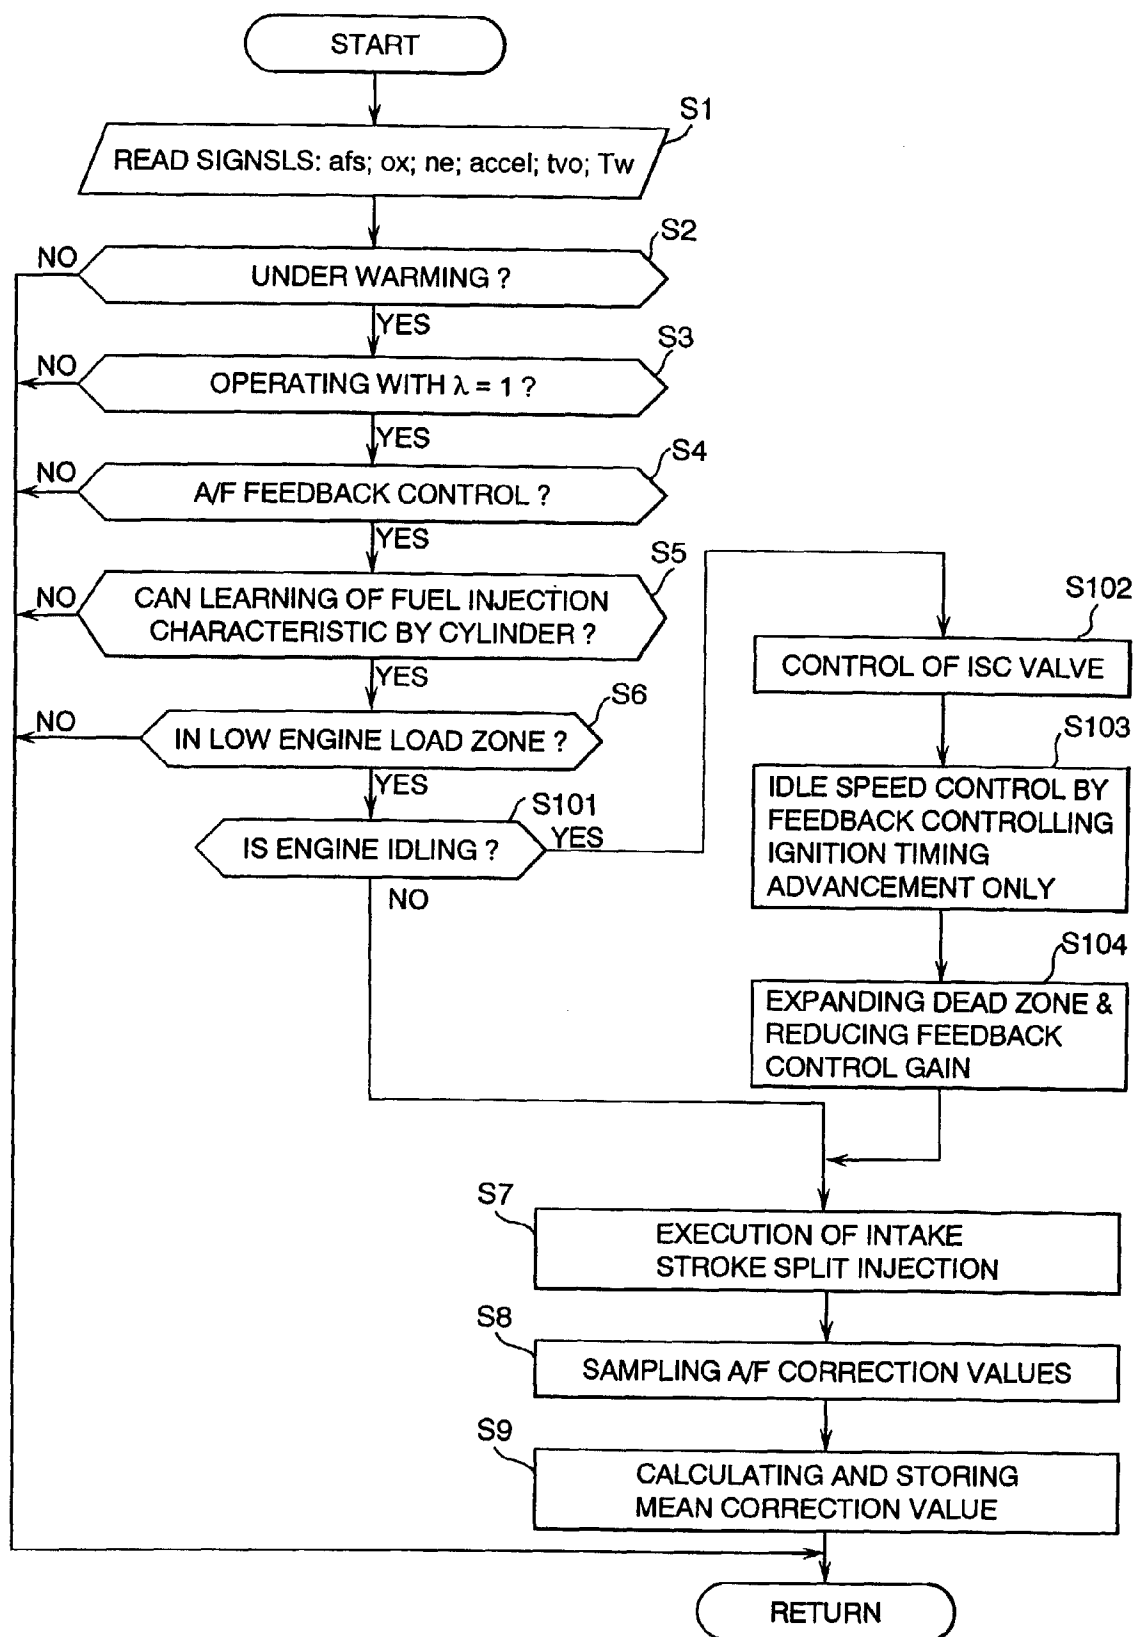 START
S1
READ SIGNSLS: afs; ox; ne; accel; tvo; Tw
S2
NO
UNDER WARMING ?
YES
S3
NO
OPERATING WITH λ = 1 ?
YES
S4
NO
A/F FEEDBACK CONTROL ?
YES
S5
NO
CAN LEARNING OF FUEL INJECTION
CHARACTERISTIC BY CYLINDER ?
YES
S6
NO
IN LOW ENGINE LOAD ZONE ?
YES
S101
IS ENGINE IDLING ?
YES
NO
S102
CONTROL OF ISC VALVE
S103
IDLE SPEED CONTROL BY
FEEDBACK CONTROLLING
IGNITION TIMING
ADVANCEMENT ONLY
S104
EXPANDING DEAD ZONE &
REDUCING FEEDBACK
CONTROL GAIN
S7
EXECUTION OF INTAKE
STROKE SPLIT INJECTION
S8
SAMPLING A/F CORRECTION VALUES
S9
CALCULATING AND STORING
MEAN CORRECTION VALUE
RETURN